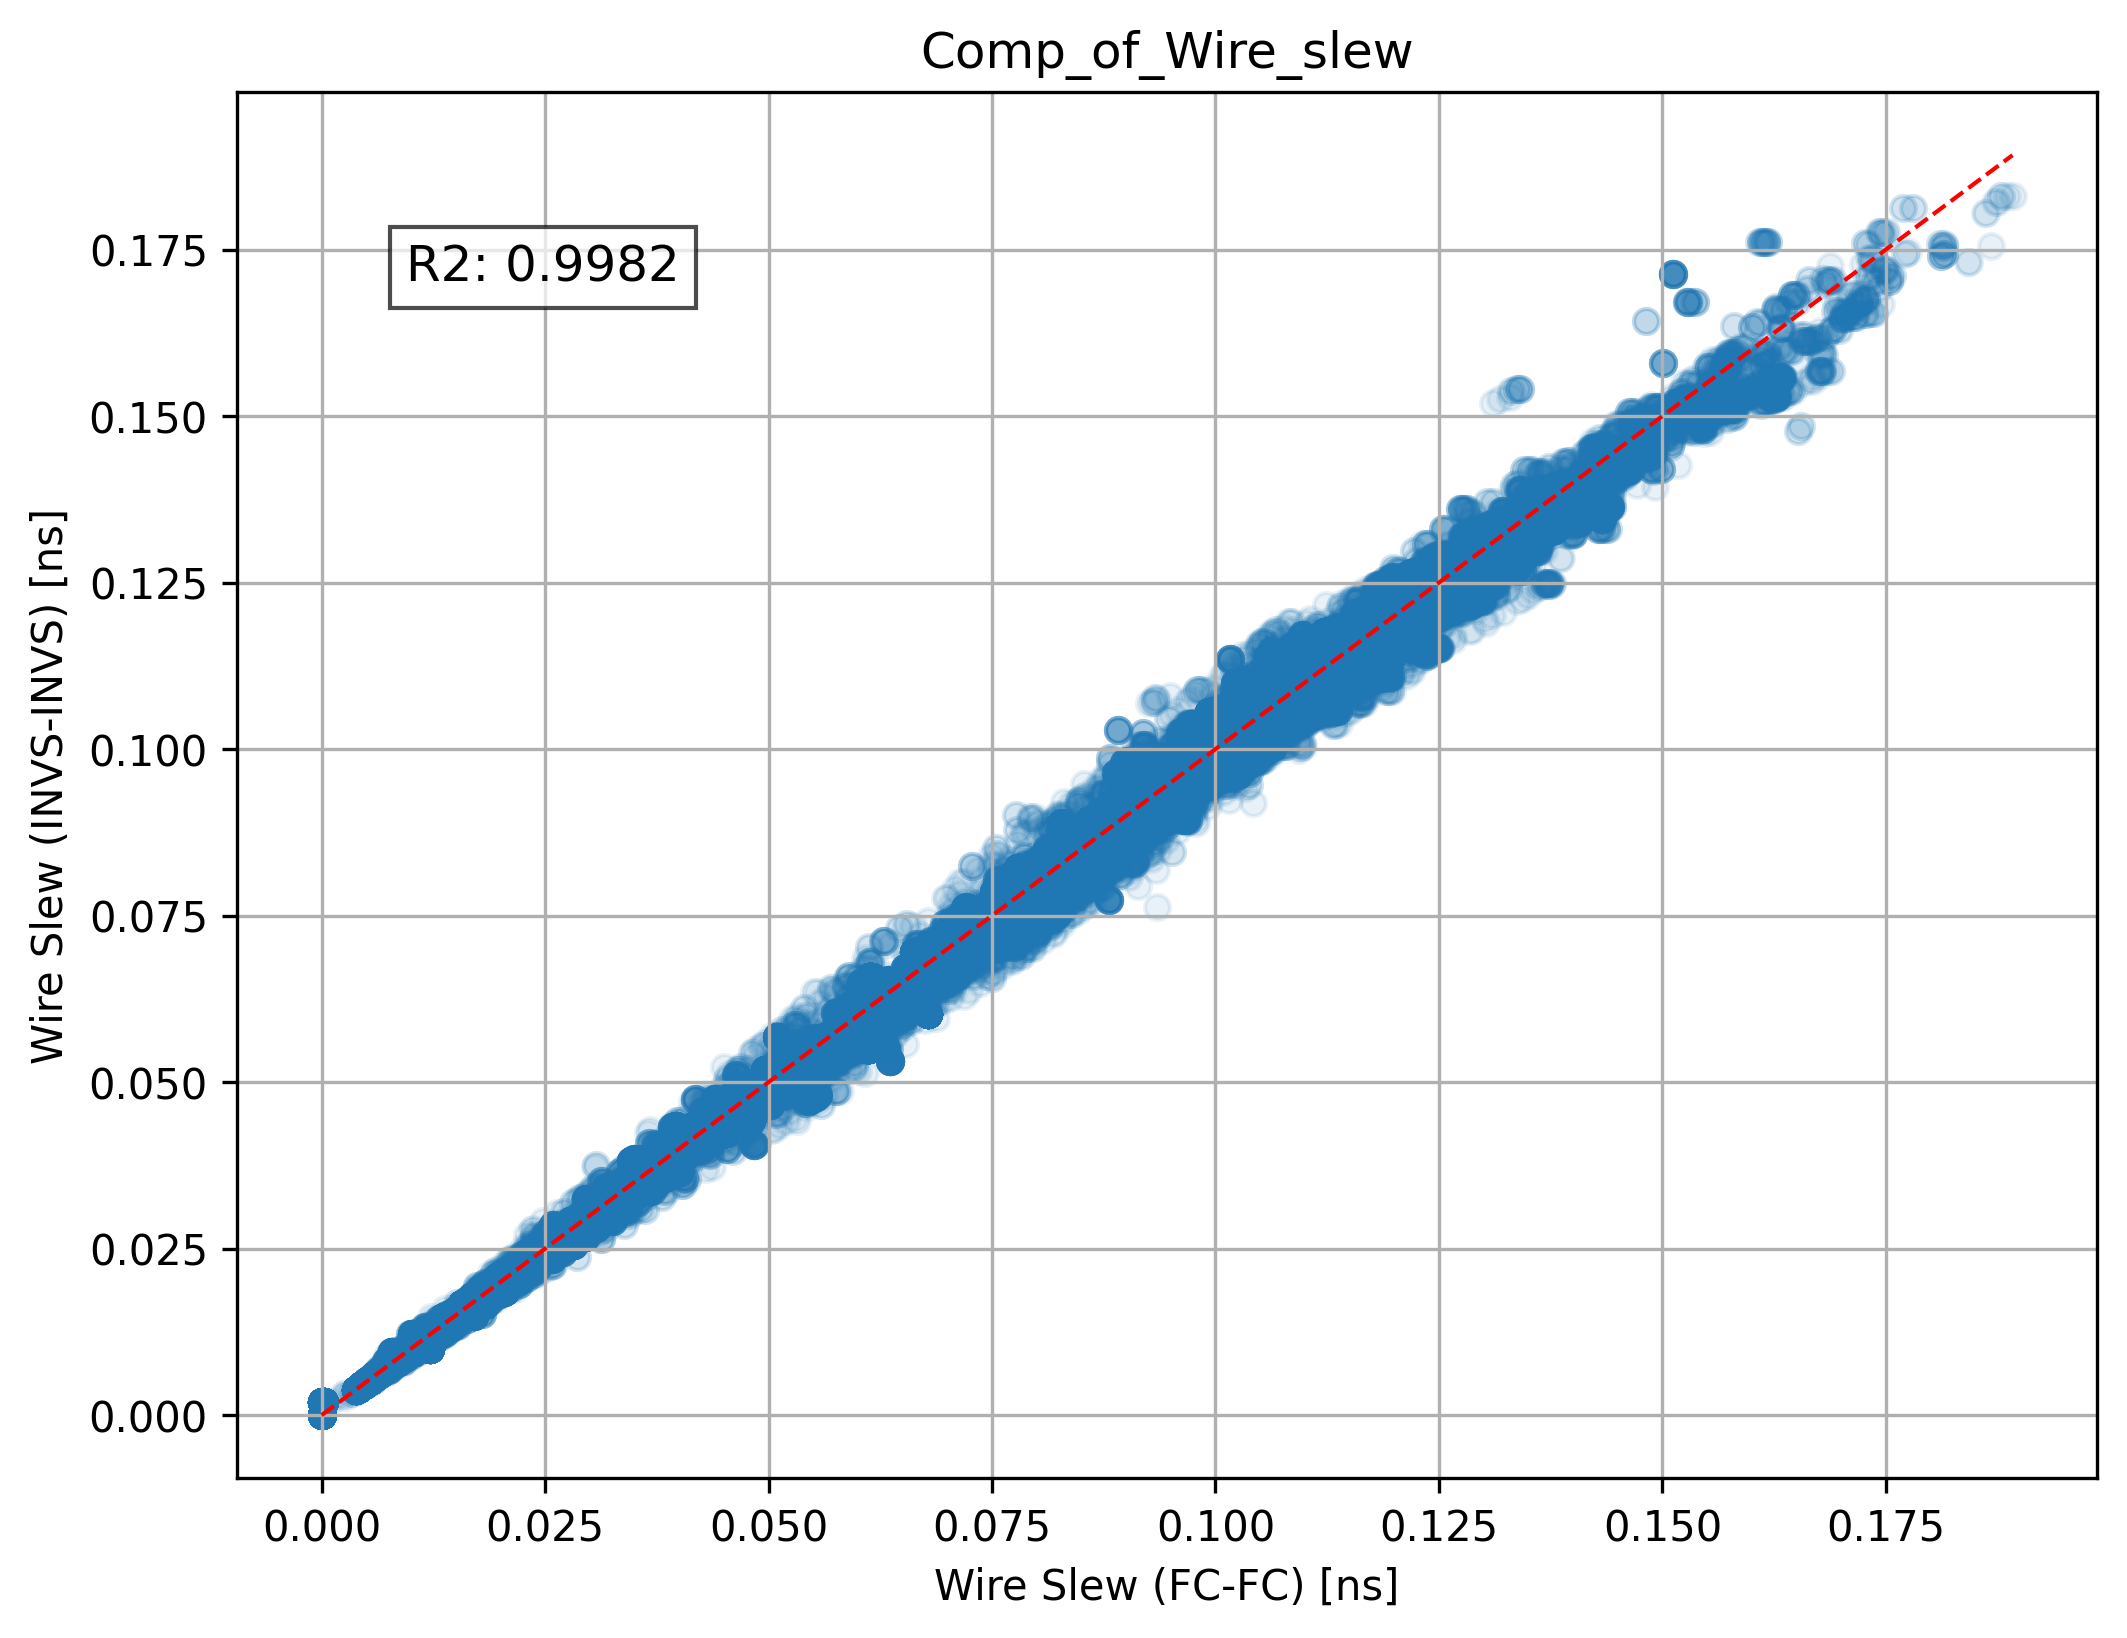 Comp_of_Wire_slew
R2: 0.9982
Wire Slew (INVS-INVS) [ns]
0.175
0.150
0.125
0.100
0.075
0.050
0.025
0.000
0.000 0.025 0.050 0.075 0.100 0.125 0.150 0.175
Wire Slew (FC-FC) [ns]